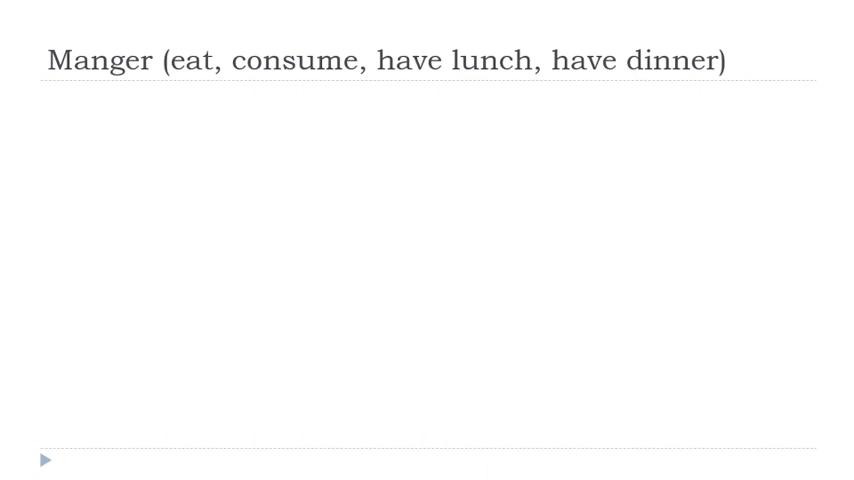 Manger (eat, consume, have lunch, have dinner)